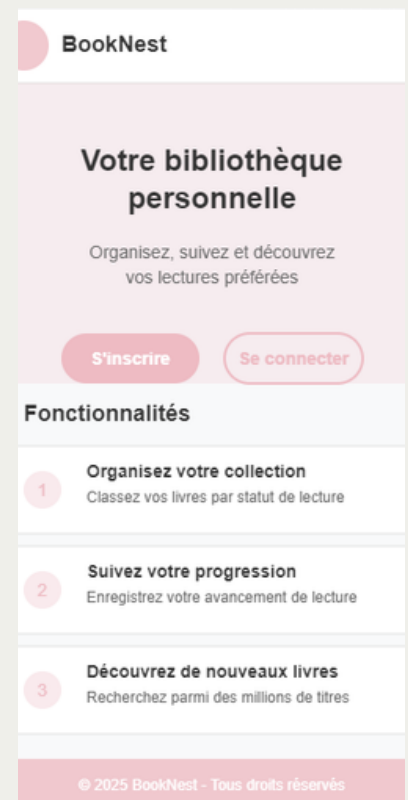 BookNest
Votre bibliothèque
personnelle
Organisez, suivez et découvrez
vos lectures préférées
S'inscrire
Se connecter
Fonctionnalités
1
Organisez votre collection
Classez vos livres par statut de lecture
2
Suivez votre progression
Enregistrez votre avancement de lecture
3
Découvrez de nouveaux livres
Recherchez parmi des millions de titres
© 2025 BookNest - Tous droits réservés